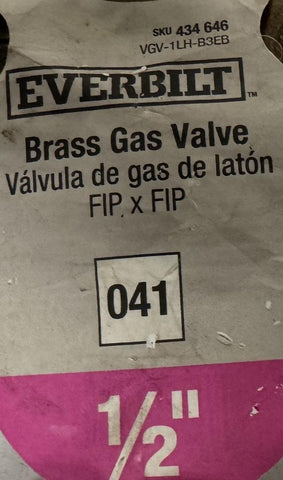 SKU 434 646
VGV-1LH-B3EB
EVERBILT™
Brass Gas Valve
Válvula de gas de latón
FIP x FIP
041
1/2"